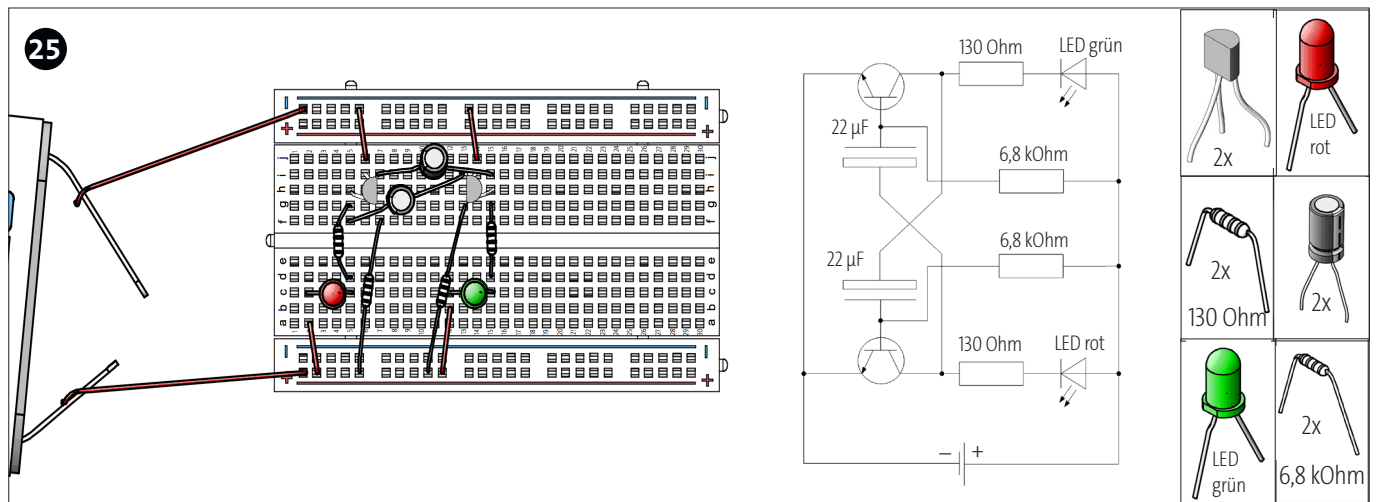 25
j
j
i
i
h
h
g
g
f
f
e
e
d
d
c
c
b
b
a
a
+
+
+
+
130 Ohm
LED grün
22 µF
6,8 kOhm
22 µF
6,8 kOhm
130 Ohm
LED rot
– +
2x
LED
rot
2x
130 Ohm
2x
LED
grün
2x
6,8 kOhm